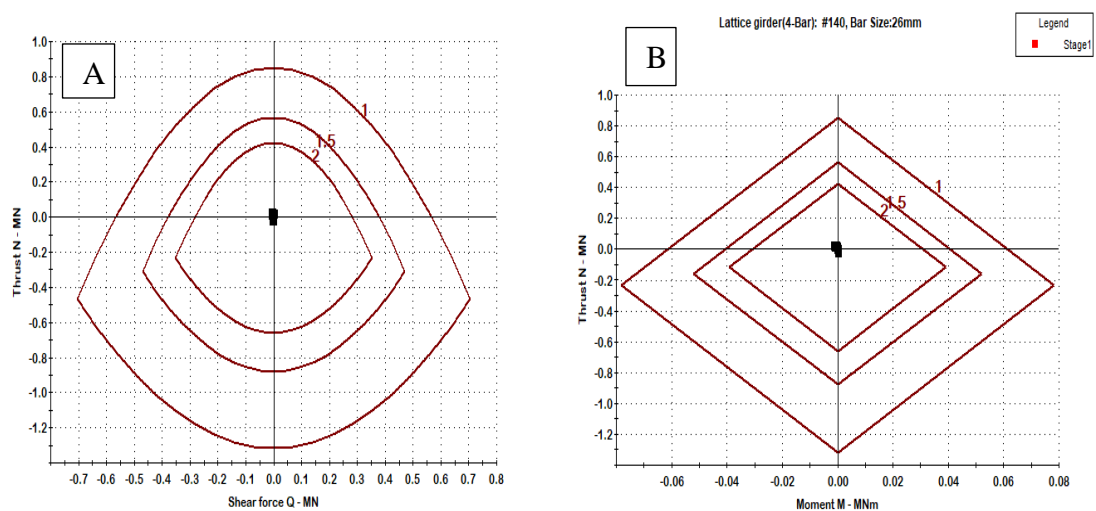 A
1.0
0.8
0.6
0.4
0.2
0.0
-0.2
-0.4
-0.6
-0.8
-1.0
-1.2
Thrust N - MN
1
1.5
2
-0.7 -0.6 -0.5 -0.4 -0.3 -0.2 -0.1 0.0 0.1 0.2 0.3 0.4 0.5 0.6 0.7 0.8
Shear force Q - MN
Lattice girder(4-Bar): #140, Bar Size:26mm
Legend
Stage1
B
1.0
0.8
0.6
0.4
0.2
0.0
-0.2
-0.4
-0.6
-0.8
-1.0
-1.2
Thrust N - MN
1
1.5
2
-0.06 -0.04 -0.02 0.00 0.02 0.04 0.06 0.08
Moment M - MNm